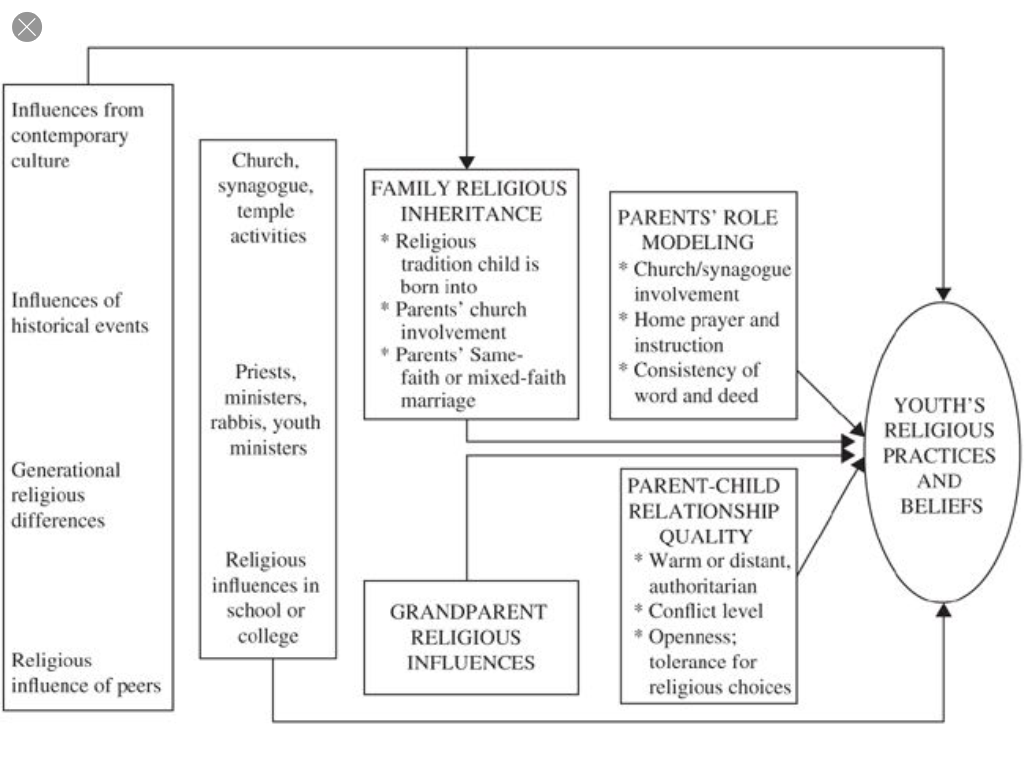 Influences from
contemporary
culture
Influences of
historical events
Generational
religious
differences
Religious
influence of peers
Church,
synagogue,
temple
activities
Priests,
ministers,
rabbis, youth
ministers
Religious
influences in
school or
college
FAMILY RELIGIOUS
INHERITANCE
* Religious
tradition child is
born into
* Parents’ church
involvement
* Parents’ Same-
faith or mixed-faith
marriage
GRANDPARENT
RELIGIOUS
INFLUENCES
PARENTS’ ROLE
MODELING
* Church/synagogue
involvement
* Home prayer and
instruction
* Consistency of
word and deed
PARENT-CHILD
RELATIONSHIP
QUALITY
* Warm or distant,
authoritarian
* Conflict level
* Openness;
tolerance for
religious choices
YOUTH’S
RELIGIOUS
PRACTICES
AND
BELIEFS